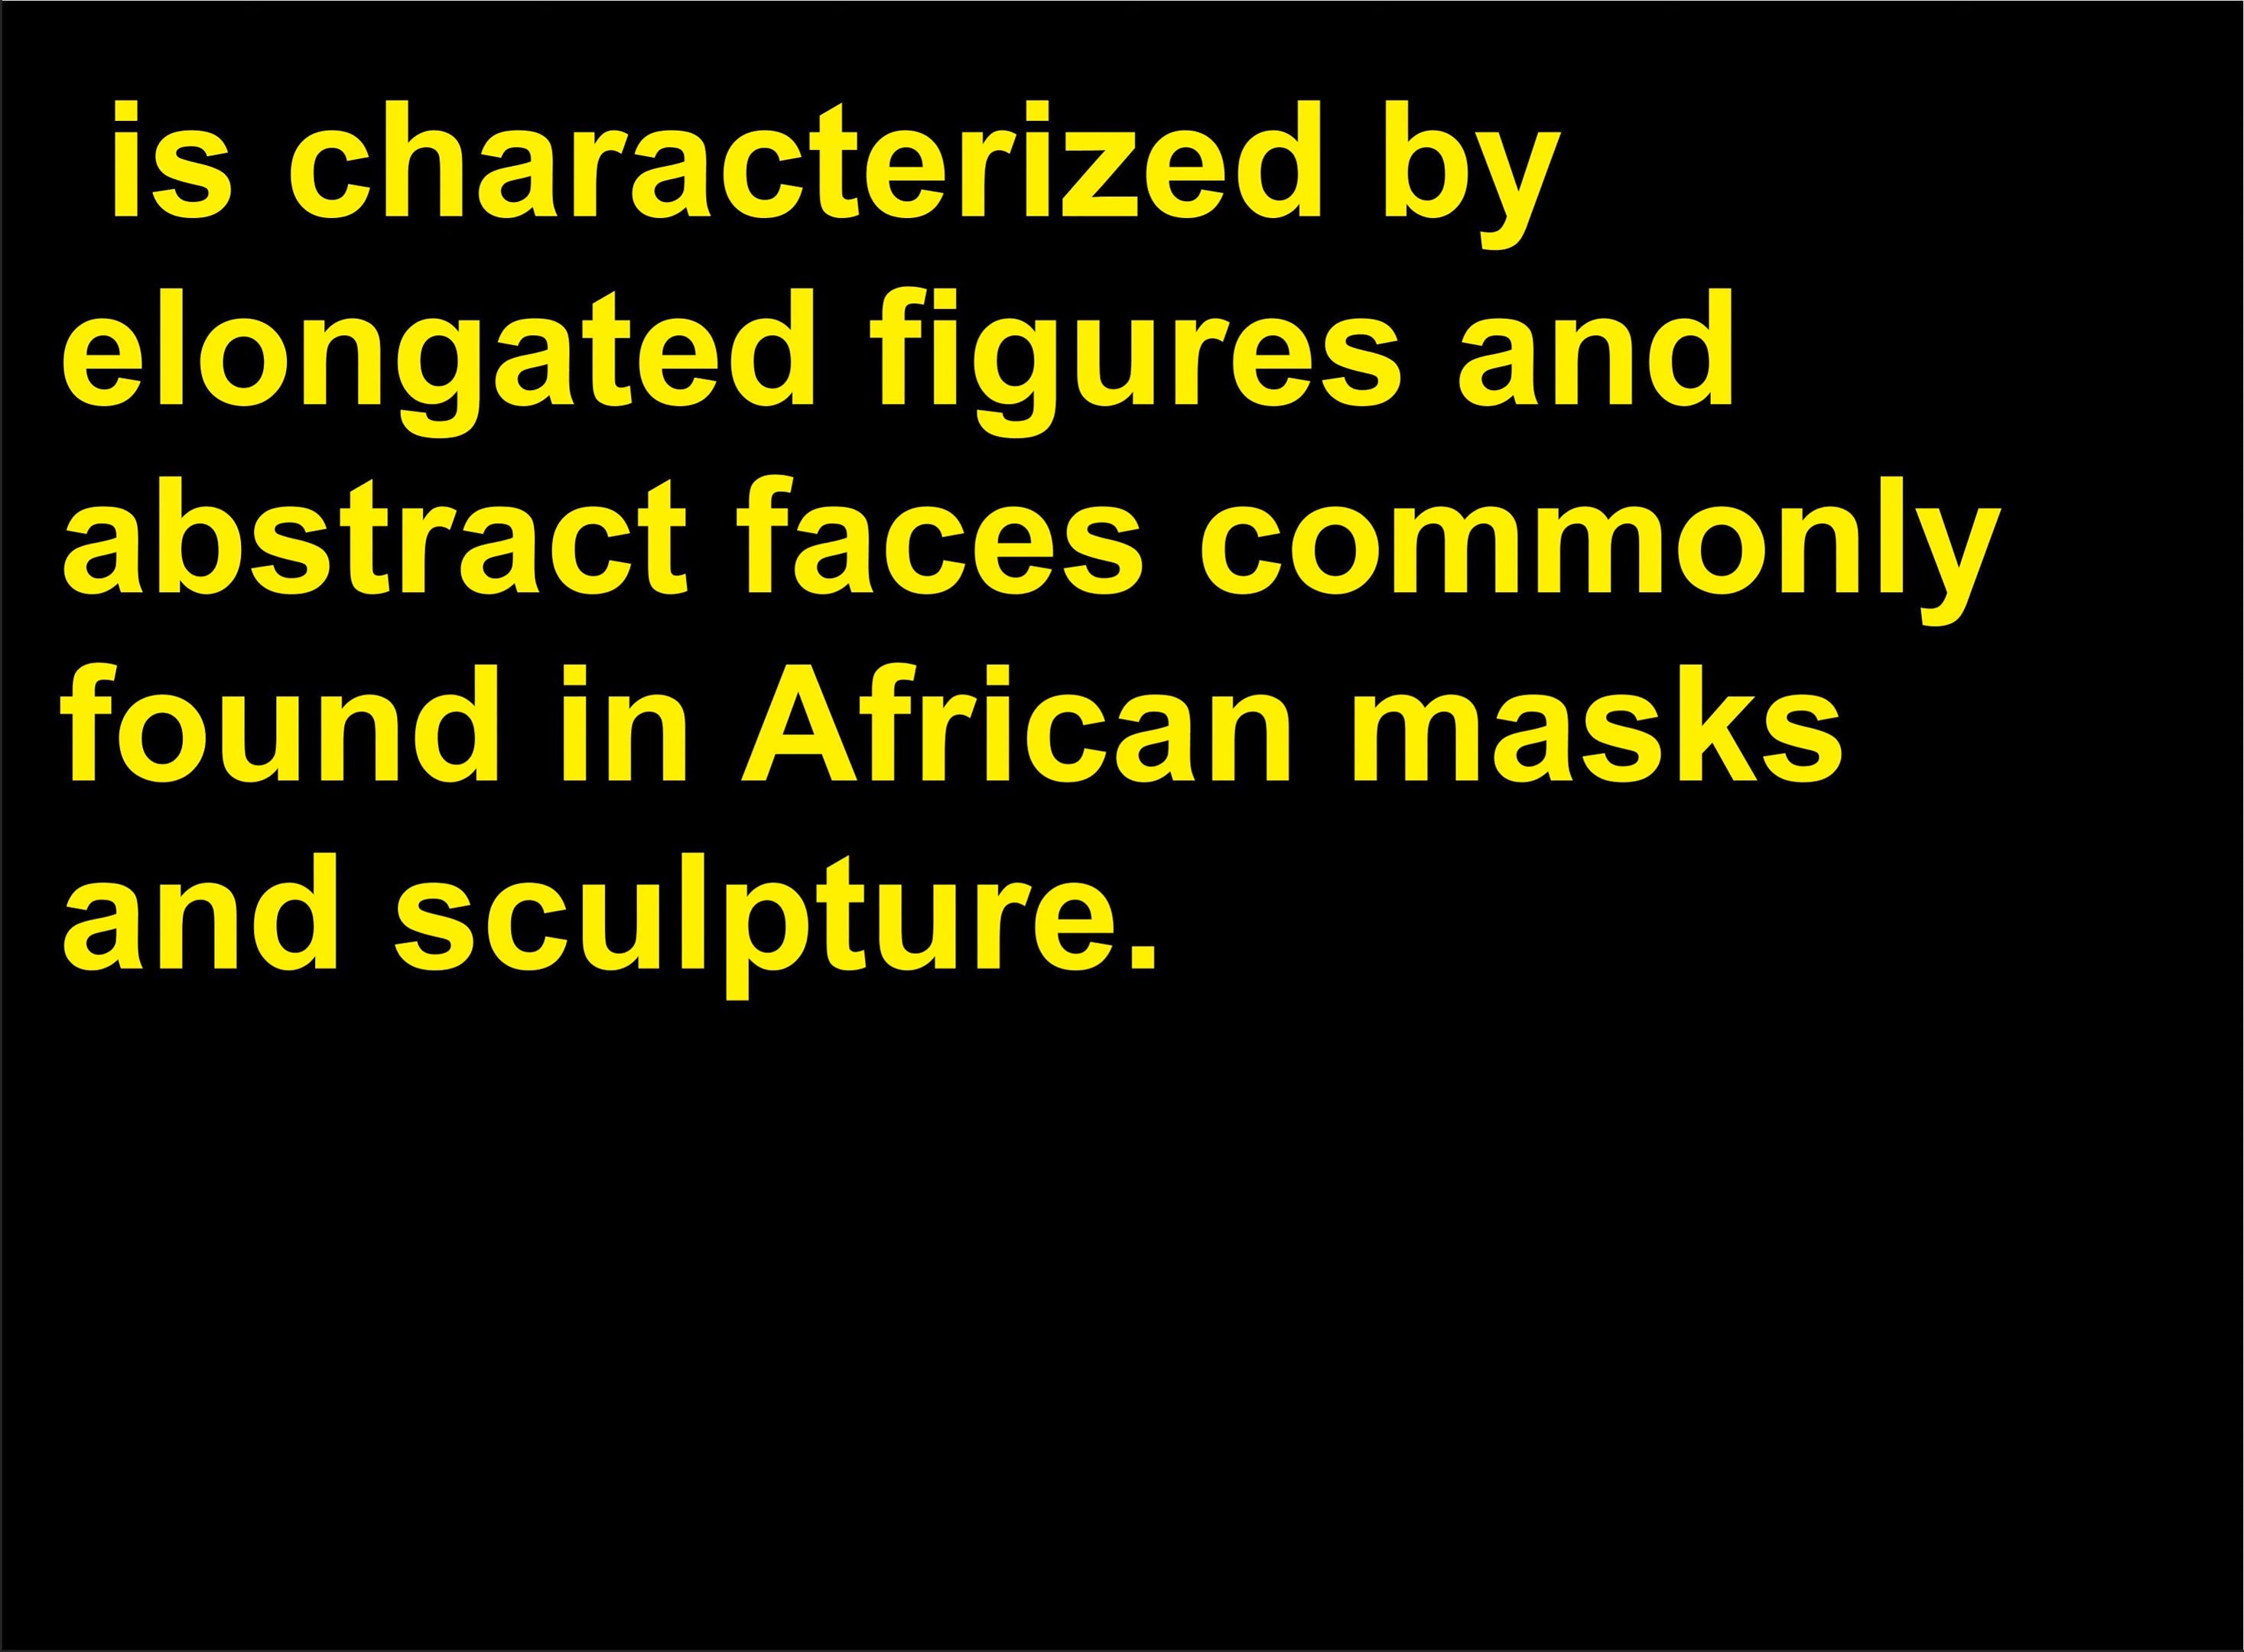 is characterized by
elongated figures and
abstract faces commonly
found in African masks
and sculpture.